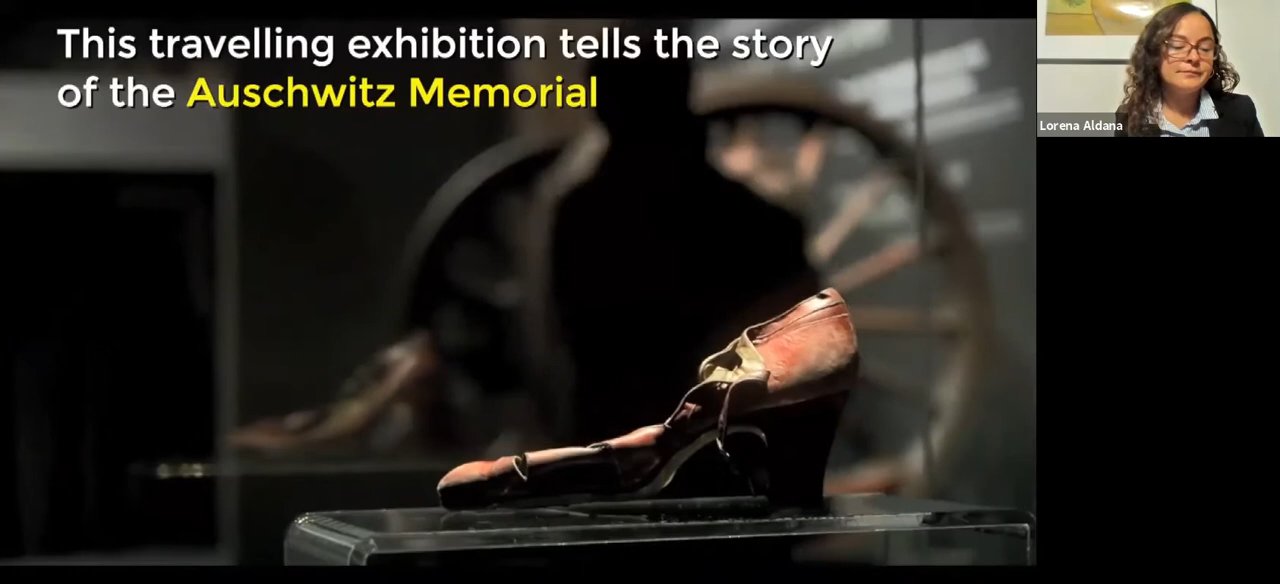 This travelling exhibition tells the story
of the Auschwitz Memorial
Lorena Aldana